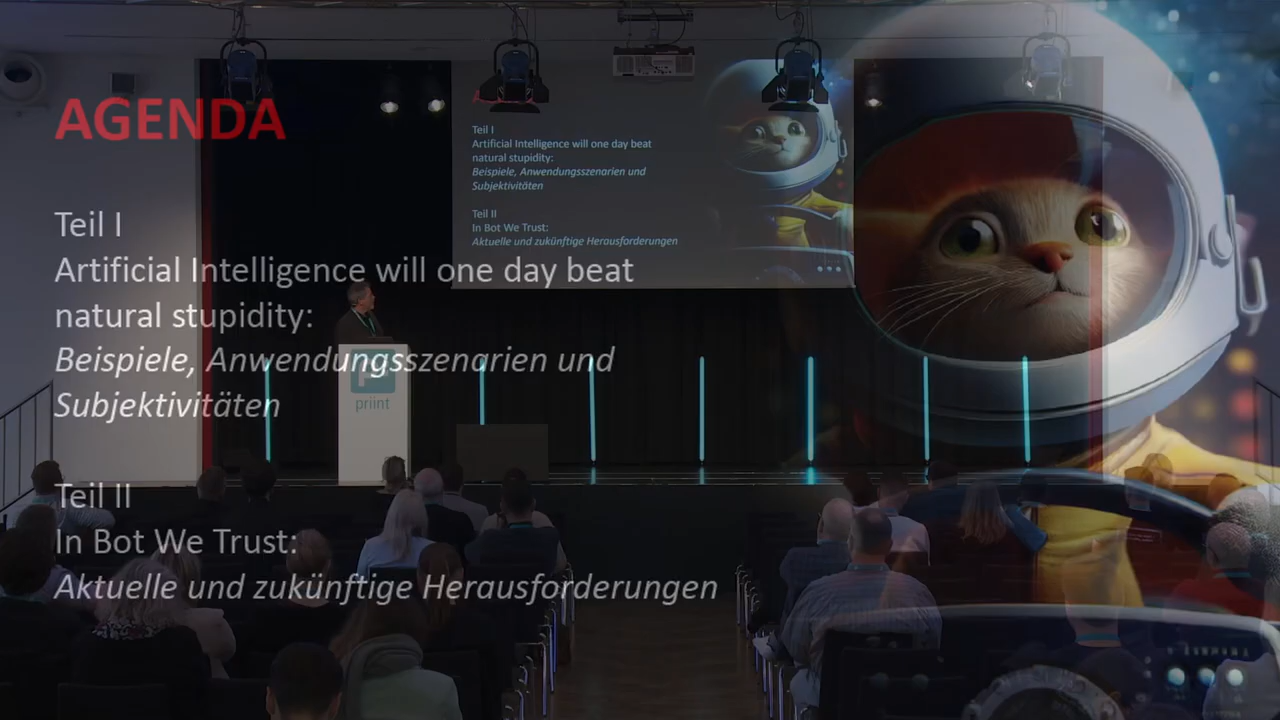 AGENDA
Teil I
Artificial Intelligence will one day beat
natural stupidity:
Beispiele, Anwendungsszenarien und
Subjektivitäten
Teil II
In Bot We Trust:
Aktuelle und zukünftige Herausforderungen
Teil I
Artificial Intelligence will one day beat
natural stupidity:
Beispiele, Anwendungsszenarien und
Subjektivitäten
Teil II
In Bot We Trust:
Aktuelle und zukünftige Herausforderungen
priint